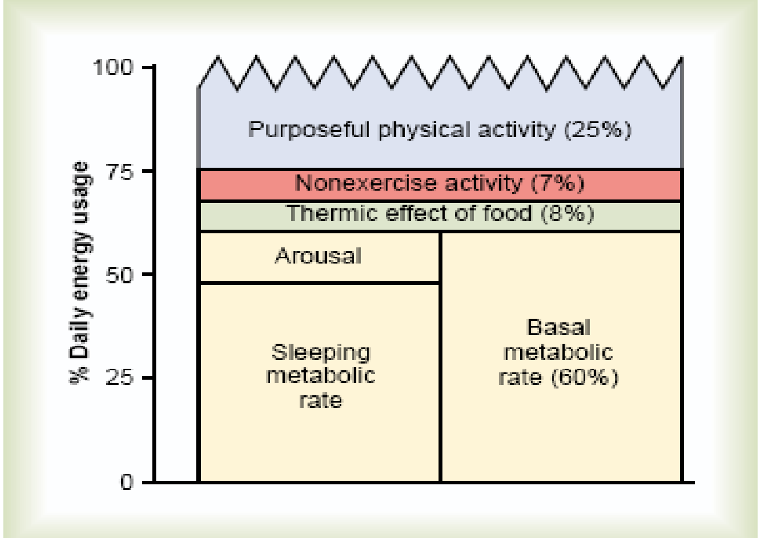 % Daily energy usage
100
75
50
25
0
Purposeful physical activity (25%)
Nonexercise activity (7%)
Thermic effect of food (8%)
Arousal
Sleeping
metabolic
rate
Basal
metabolic
rate (60%)